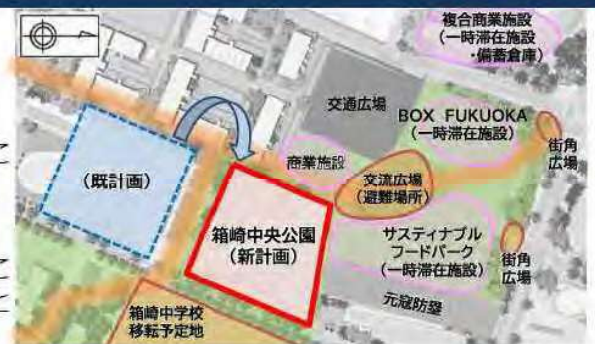 複合商業施設
(一時滞在施設
・備蓄倉庫)
交通広場
BOX FUKUOKA
(一時滞在施設)
街角
広場
商業施設
交流広場
(避難場所)
(既計画)
箱崎中央公園
(新計画)
サスティナブル
フードパーク
(一時滞在施設)
街角
広場
元寇防塁
箱崎中学校
移転予定地